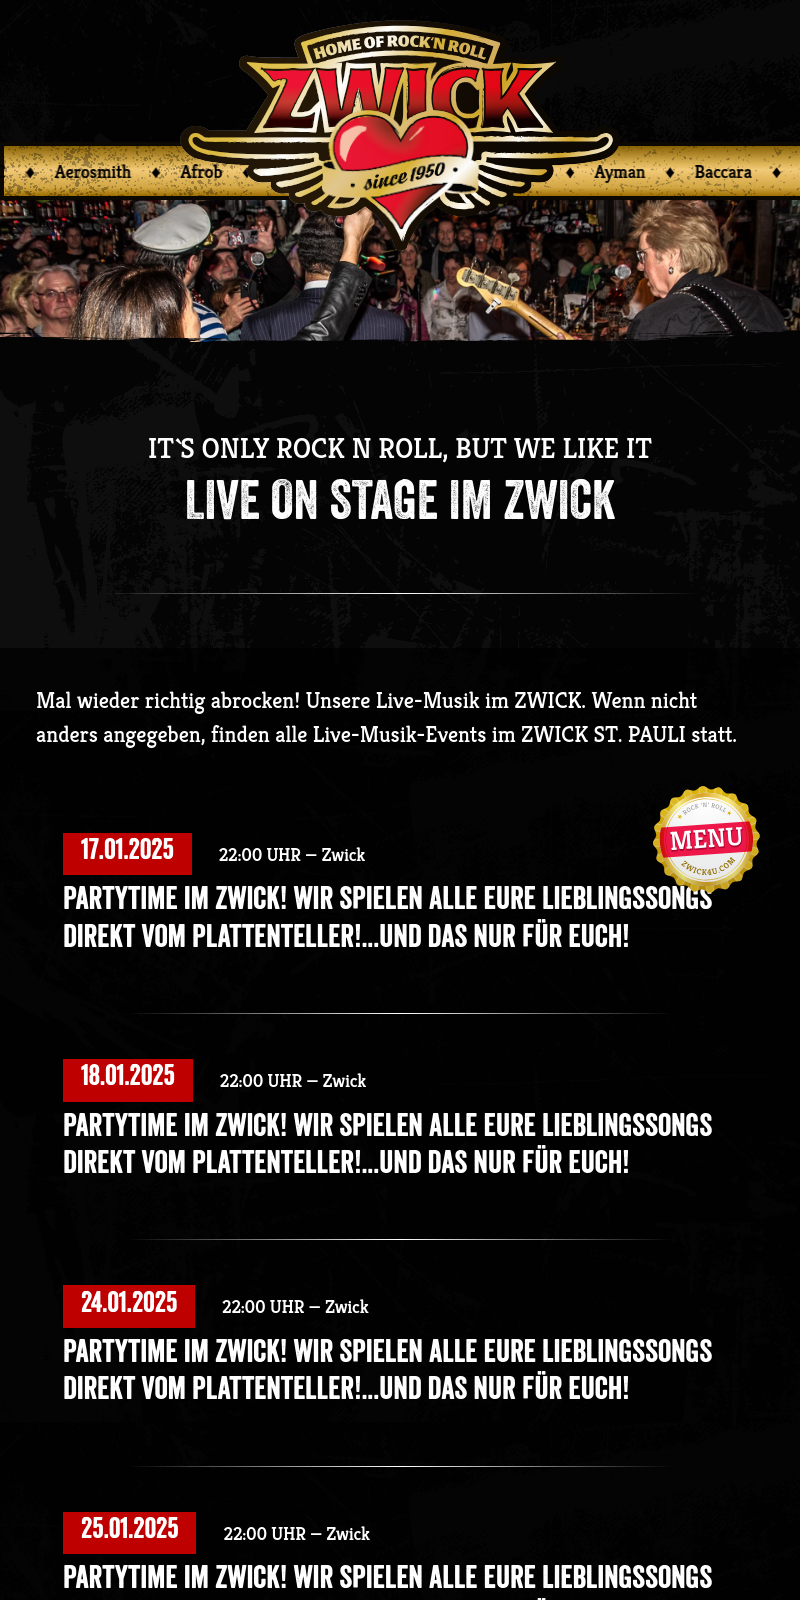 HOME OF ROCK'N ROLL
ZWICK
since 1950
♦ Aerosmith ♦ Afrob ♦ Ayman ♦ Baccara ♦
IT`S ONLY ROCK N ROLL, BUT WE LIKE IT
LIVE ON STAGE IM ZWICK
Mal wieder richtig abrocken! Unsere Live-Musik im ZWICK. Wenn nicht
anders angegeben, finden alle Live-Musik-Events im ZWICK ST. PAULI statt.
ROCK 'N' ROLL
MENU
ZWICK4U.COM
17.01.2025 22:00 UHR – Zwick
PARTYTIME IM ZWICK! WIR SPIELEN ALLE EURE LIEBLINGSSONGS
DIREKT VOM PLATTENTELLER!...UND DAS NUR FÜR EUCH!
18.01.2025 22:00 UHR – Zwick
PARTYTIME IM ZWICK! WIR SPIELEN ALLE EURE LIEBLINGSSONGS
DIREKT VOM PLATTENTELLER!...UND DAS NUR FÜR EUCH!
24.01.2025 22:00 UHR – Zwick
PARTYTIME IM ZWICK! WIR SPIELEN ALLE EURE LIEBLINGSSONGS
DIREKT VOM PLATTENTELLER!...UND DAS NUR FÜR EUCH!
25.01.2025 22:00 UHR – Zwick
PARTYTIME IM ZWICK! WIR SPIELEN ALLE EURE LIEBLINGSSONGS